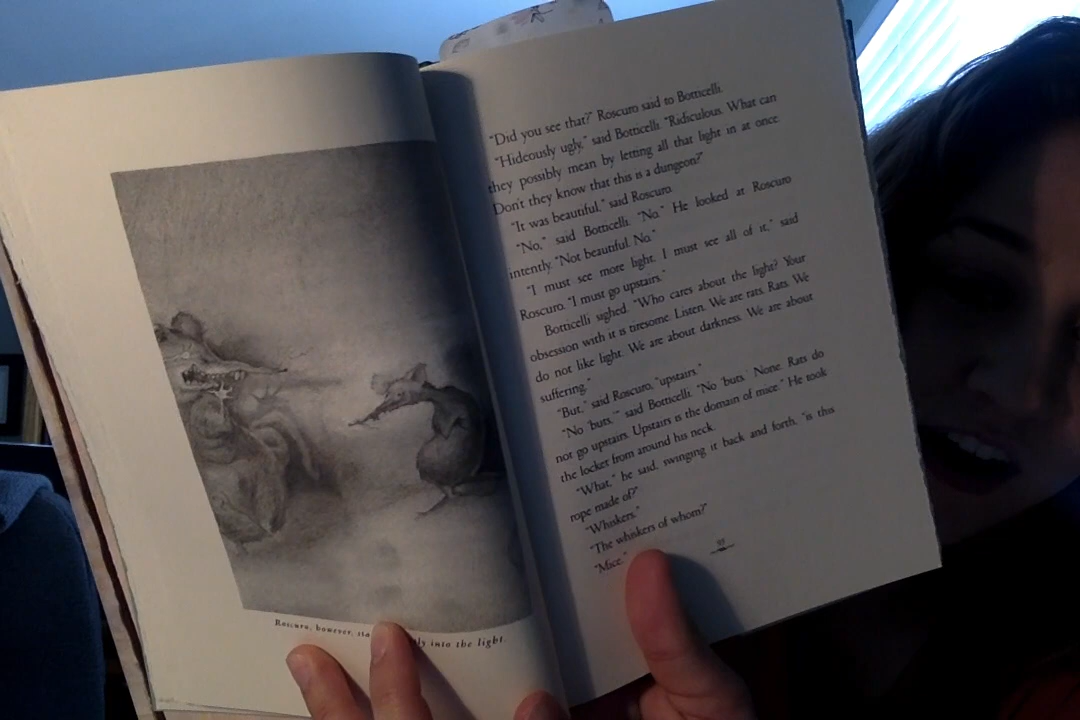 Roscuro, however, sta ly into the light.
"Did you see that?" Roscuro said to Botticelli.
"Hideously ugly," said Botticelli. "Ridiculous. What can
they possibly mean by letting all that light in at once.
Don't they know that this is a dungeon?"
"It was beautiful," said Roscuro.
"No," said Botticelli. "No." He looked at Roscuro
intently. "Not beautiful. No."
"I must see more light. I must see all of it," said
Roscuro. "I must go upstairs."
Botticelli sighed. "Who cares about the light? Your
obsession with it is tiresome. Listen. We are rats. Rats. We
do not like light. We are about darkness. We are about
suffering."
"But," said Roscuro, "upstairs."
"No 'buts,'" said Botticelli. "No 'buts.' None. Rats do
not go upstairs. Upstairs is the domain of mice." He took
the locket from around his neck.
"What," he said, swinging it back and forth, "is this
rope made of?"
"Whiskers."
"The whiskers of whom?"
"Mice."